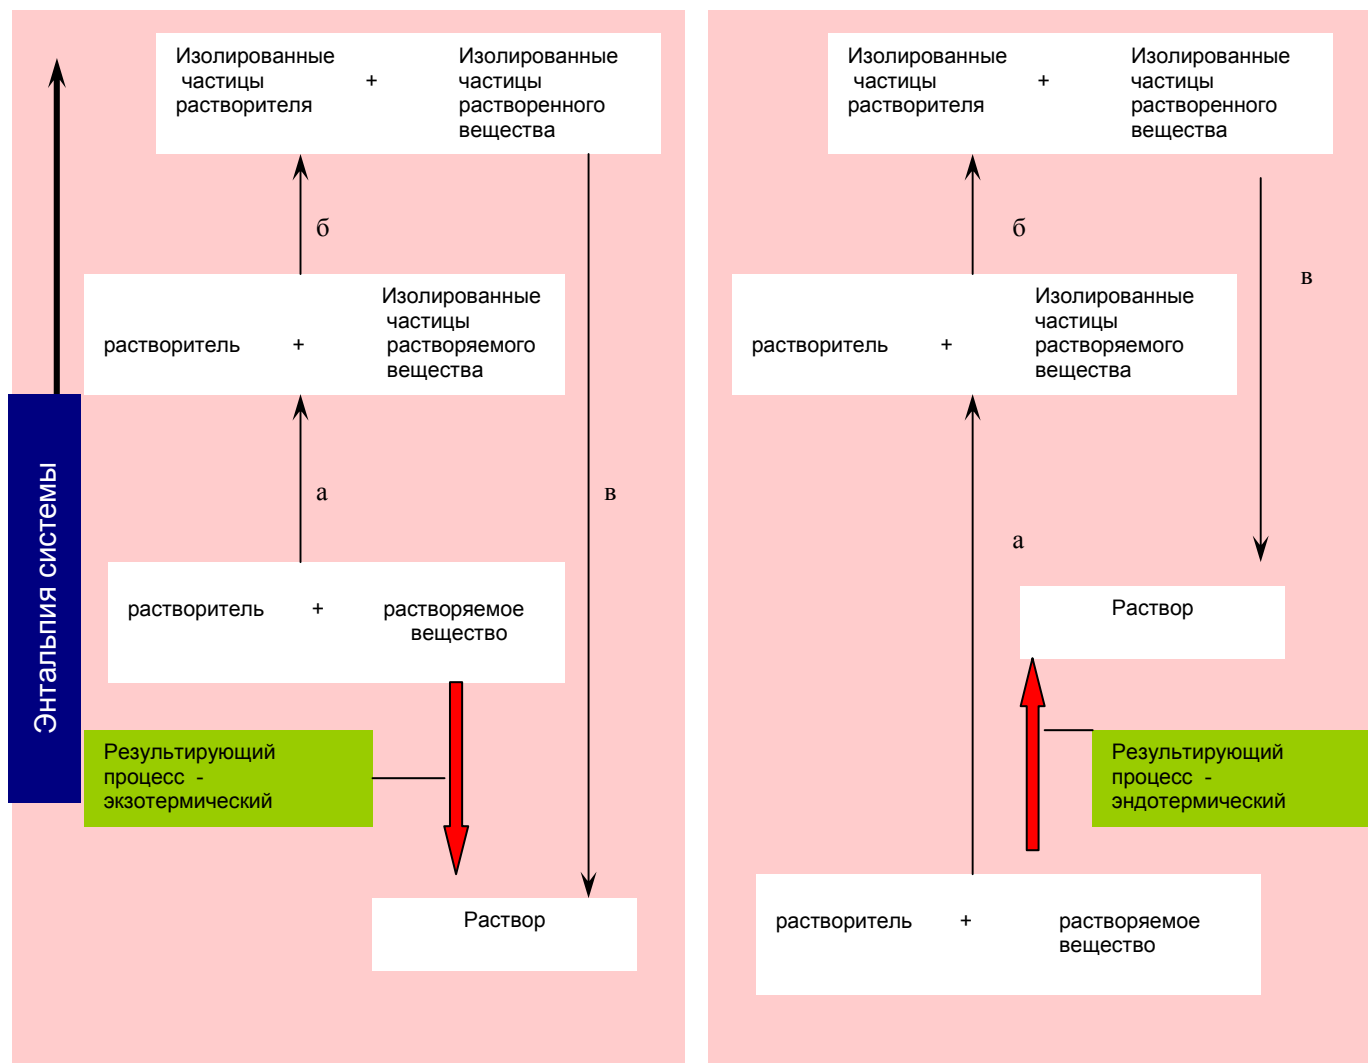 Изолированные
частицы
растворителя
+
Изолированные
частицы
растворенного
вещества
б
растворитель
+
Изолированные
частицы
растворяемого
вещества
а
в
растворитель
+
растворяемое
вещество
Энтальпия системы
Результирующий
процесс -
экзотермический
Раствор
Изолированные
частицы
растворителя
+
Изолированные
частицы
растворенного
вещества
б
в
растворитель
+
Изолированные
частицы
растворяемого
вещества
а
Раствор
Результирующий
процесс -
эндотермический
растворитель
+
растворяемое
вещество